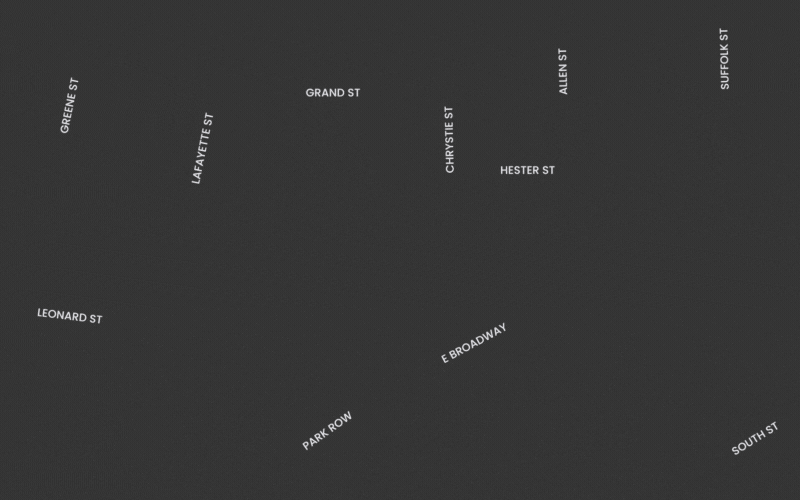 SUFFOLK ST
ALLEN ST
GREENE ST
GRAND ST
LAFAYETTE ST
CHRYSTIE ST
HESTER ST
LEONARD ST
E BROADWAY
PARK ROW
SOUTH ST